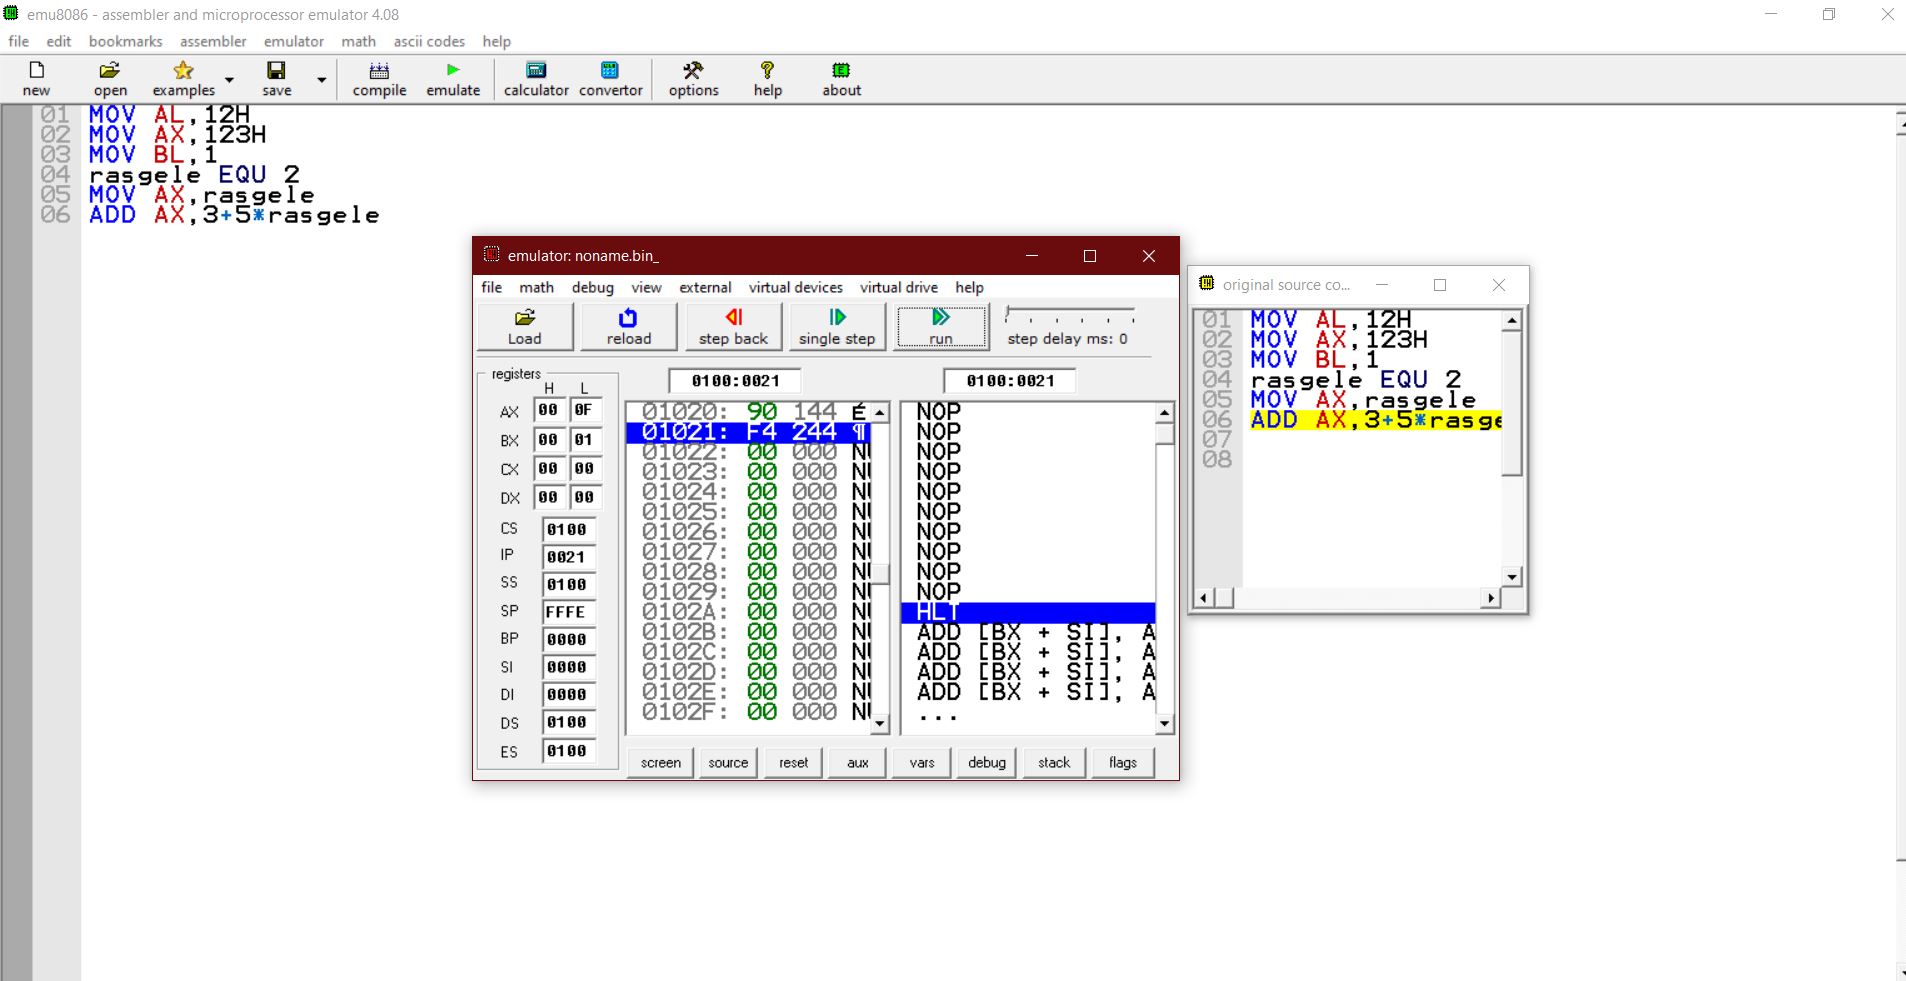 emu8086 - assembler and microprocessor emulator 4.08
file edit bookmarks assembler emulator math ascii codes help
new open examples save compile emulate calculator convertor options help about
01 MOV AL,12H
02 MOV AX,123H
03 MOV BL,1
04 rasgele EQU 2
05 MOV AX,rasgele
06 ADD AX,3+5*rasgele
emulator: noname.bin_
file math debug view external virtual devices virtual drive help
Load reload step back single step run step delay ms: 0
registers
H L
AX 00 0F
BX 00 01
CX 00 00
DX 00 00
CS 0100
IP 0021
SS 0100
SP FFFE
BP 0000
SI 0000
DI 0000
DS 0100
ES 0100
0100:0021
01020: 90 144 É
01021: F4 244 ¶
01022: 00 000 NU
01023: 00 000 NU
01024: 00 000 NU
01025: 00 000 NU
01026: 00 000 NU
01027: 00 000 NU
01028: 00 000 NU
01029: 00 000 NU
0102A: 00 000 NU
0102B: 00 000 NU
0102C: 00 000 NU
0102D: 00 000 NU
0102E: 00 000 NU
0102F: 00 000 NU
0100:0021
NOP
NOP
NOP
NOP
NOP
NOP
NOP
NOP
NOP
NOP
HLT
ADD [BX + SI], A
ADD [BX + SI], A
ADD [BX + SI], A
ADD [BX + SI], A
...
screen source reset aux vars debug stack flags
original source co...
01 MOV AL,12H
02 MOV AX,123H
03 MOV BL,1
04 rasgele EQU 2
05 MOV AX,rasgele
06 ADD AX,3+5*rasge
07
08